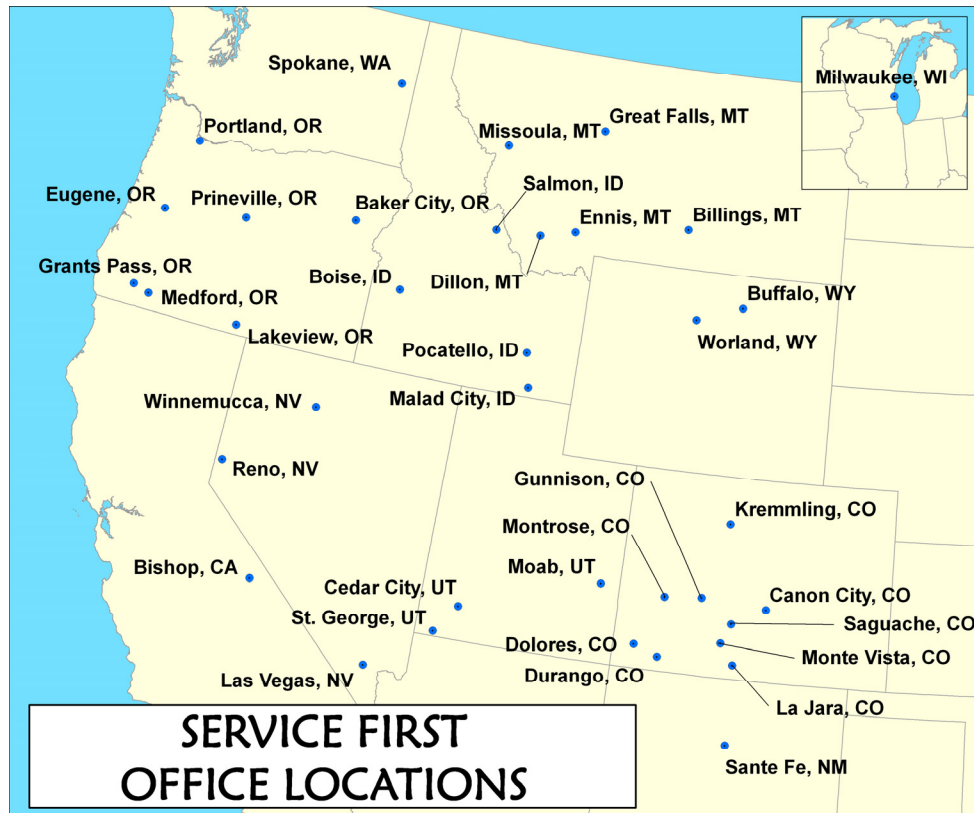 Milwaukee, WI
Spokane, WA
Portland, OR
Missoula, MT
Great Falls, MT
Eugene, OR
Prineville, OR
Baker City, OR
Salmon, ID
Ennis, MT
Billings, MT
Grants Pass, OR
Medford, OR
Boise, ID
Dillon, MT
Buffalo, WY
Lakeview, OR
Pocatello, ID
Worland, WY
Winnemucca, NV
Malad City, ID
Reno, NV
Gunnison, CO
Kremmling, CO
Montrose, CO
Bishop, CA
Moab, UT
Cedar City, UT
St. George, UT
Canon City, CO
Saguache, CO
Dolores, CO
Monte Vista, CO
Las Vegas, NV
Durango, CO
La Jara, CO
Sante Fe, NM
SERVICE FIRST
OFFICE LOCATIONS